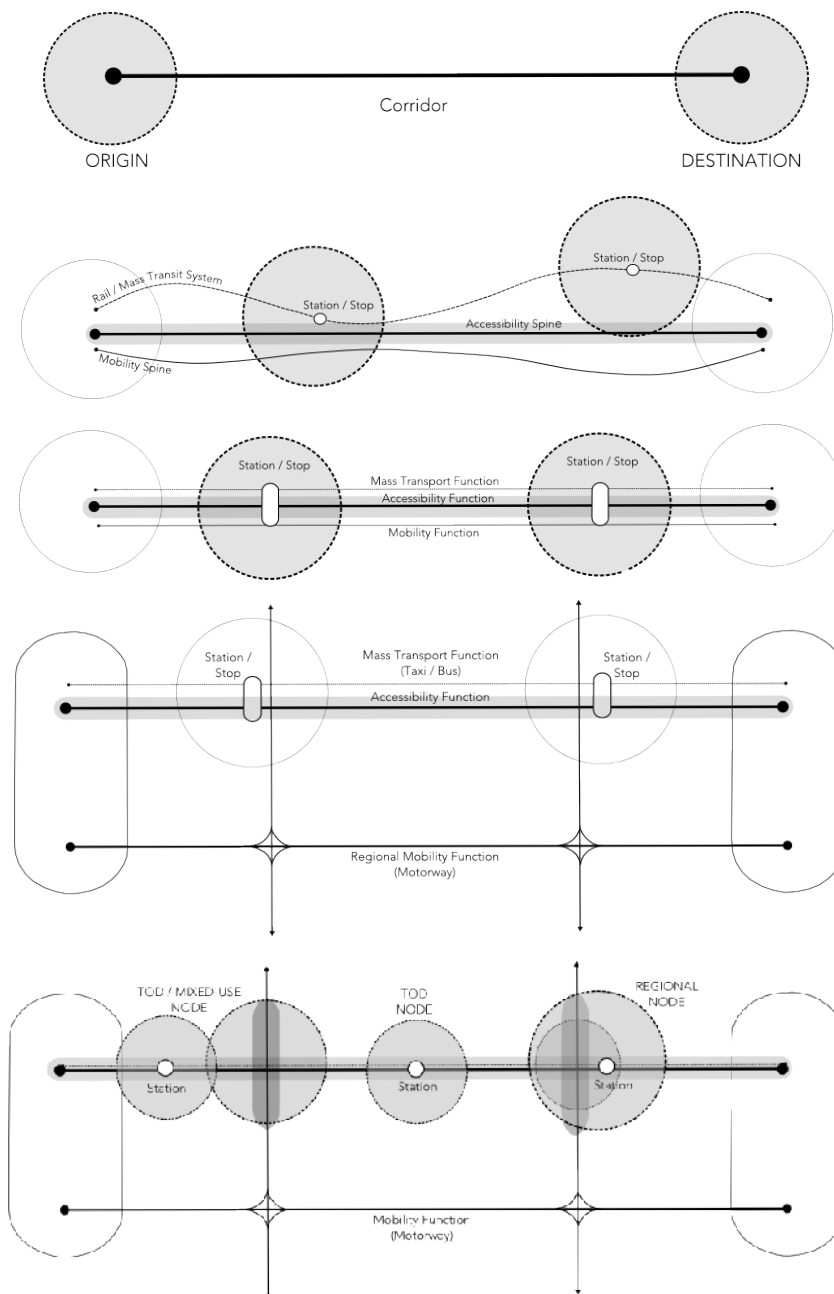 Corridor
ORIGIN
DESTINATION
Station / Stop
Rail / Mass Transit System
Station / Stop
Accessibility Spine
Mobility Spine
Station / Stop
Station / Stop
Mass Transport Function
Accessibility Function
Mobility Function
Station /
Stop
Mass Transport Function
(Taxi / Bus)
Station /
Stop
Accessibility Function
Regional Mobility Function
(Motorway)
TOD / MIXED-USE
NODE
TOD
NODE
REGIONAL
NODE
Station
Station
Station
Mobility Function
(Motorway)